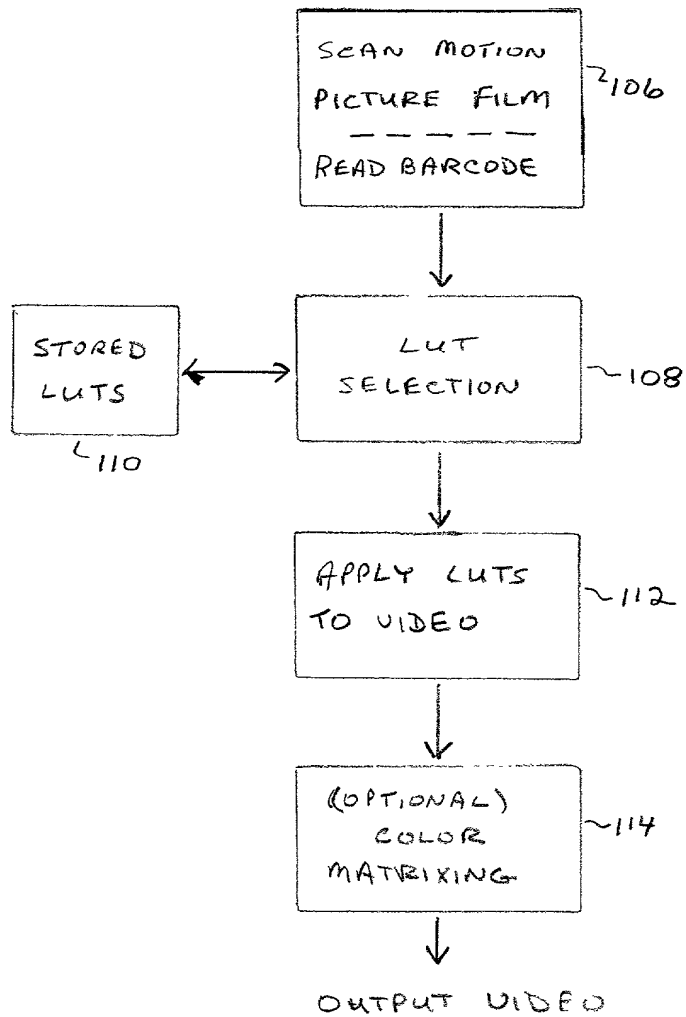 SCAN MOTION
PICTURE FILM
READ BARCODE
106
LUT
SELECTION
108
STORED
LUTS
110
APPLY LUTS
TO VIDEO
112
(OPTIONAL)
COLOR
MATRIXING
114
OUTPUT VIDEO